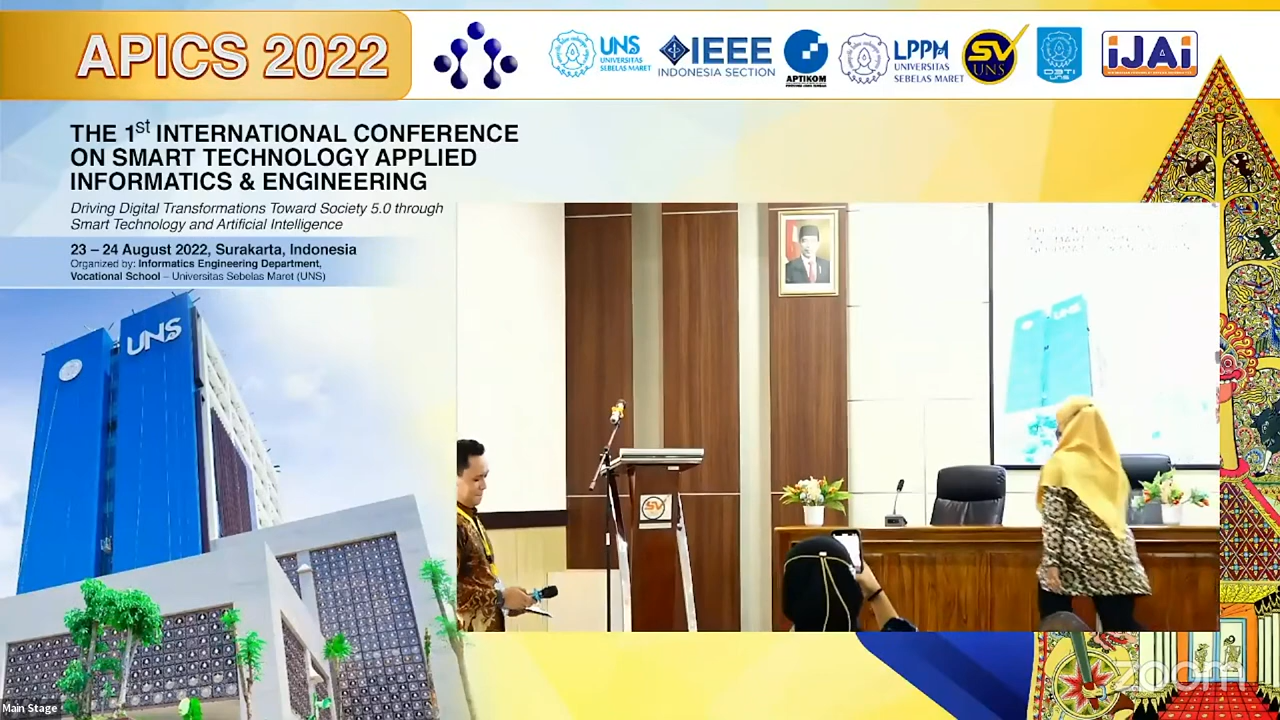 APICS 2022
UNS
UNIVERSITAS
SEBELAS MARET
IEEE
INDONESIA SECTION
APTIKOM
LPPM
UNIVERSITAS
SEBELAS MARET
SV
UNS
D3TI
UNS
iJAi
THE 1st INTERNATIONAL CONFERENCE
ON SMART TECHNOLOGY APPLIED
INFORMATICS & ENGINEERING
Driving Digital Transformations Toward Society 5.0 through
Smart Technology and Artificial Intelligence
23 – 24 August 2022, Surakarta, Indonesia
Organized by: Informatics Engineering Department,
Vocational School – Universitas Sebelas Maret (UNS)
UNS
UNS
SV
Main Stage
zoom